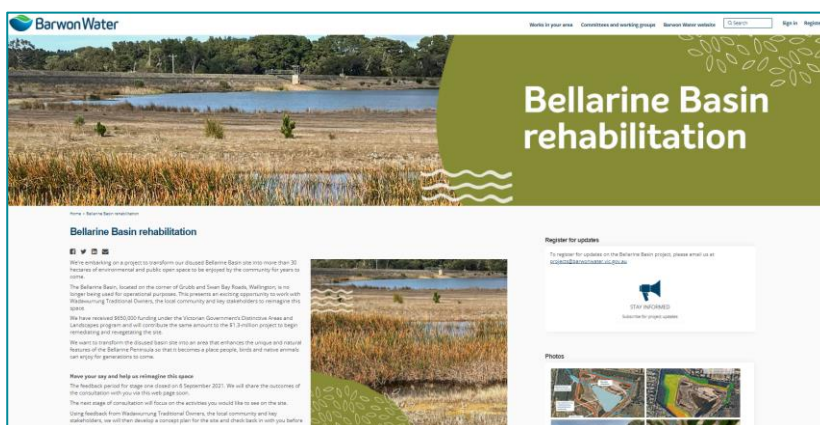 BarwonWater
Works in your area Committees and working groups Barwon Water website Search Sign in Register
Bellarine Basin
rehabilitation
Home » Bellarine Basin rehabilitation
Bellarine Basin rehabilitation
We're embarking on a project to transform our disused Bellarine Basin site into more than 30
hectares of environmental and public open space to be enjoyed by the community for years to
come.
The Bellarine Basin, located on the corner of Grubb and Swan Bay Roads, Wallington, is no
longer being used for operational purposes. This presents an exciting opportunity to work with
Wadawurrung Traditional Owners, the local community and key stakeholders to reimagine this
space.
We have received $650,000 funding under the Victorian Government's Distinctive Areas and
Landscapes program and will contribute the same amount to the $1.3-million project to begin
remediating and revegetating the site.
We want to transform the disused basin site into an area that enhances the unique and natural
features of the Bellarine Peninsula so that it becomes a place people, birds and native animals
can enjoy for generations to come.
Have your say and help us reimagine this space
The feedback period for stage one closed on 6 September 2021. We will share the outcomes of
the consultation with you via this web page soon.
The next stage of consultation will focus on the activities you would like to see on the site.
Using feedback from Wadawurrung Traditional Owners, the local community and key
stakeholders, we will then develop a concept plan for the site and check back in with you before
Register for updates
To register for updates on the Bellarine Basin project, please email us at
projects@barwonwater.vic.gov.au
STAY INFORMED
Subscribe for project updates
Photos